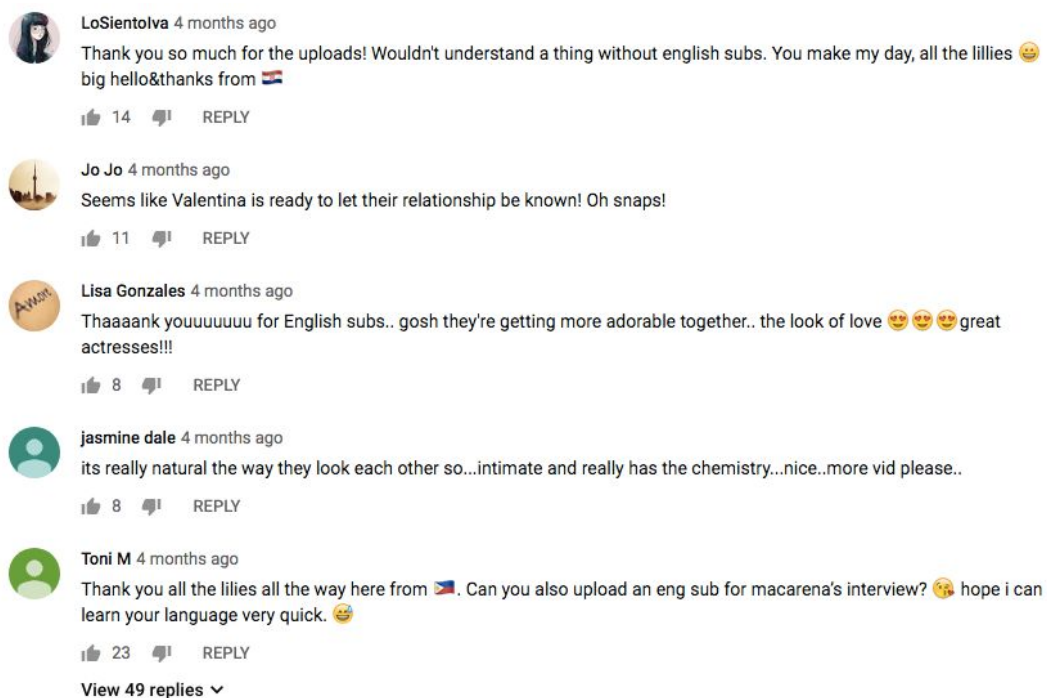 LoSientoIva 4 months ago
Thank you so much for the uploads! Wouldn't understand a thing without english subs. You make my day, all the lillies 😀
big hello&thanks from 🇭🇷
14 REPLY
Jo Jo 4 months ago
Seems like Valentina is ready to let their relationship be known! Oh snaps!
11 REPLY
Amore
Lisa Gonzales 4 months ago
Thaaaank youuuuuuu for English subs.. gosh they're getting more adorable together.. the look of love 😍 😍 😍 great
actresses!!!
8 REPLY
jasmine dale 4 months ago
its really natural the way they look each other so...intimate and really has the chemistry...nice..more vid please..
8 REPLY
Toni M 4 months ago
Thank you all the lilies all the way here from 🇵🇭. Can you also upload an eng sub for macarena's interview? 😘 hope i can
learn your language very quick. 😅
23 REPLY
View 49 replies